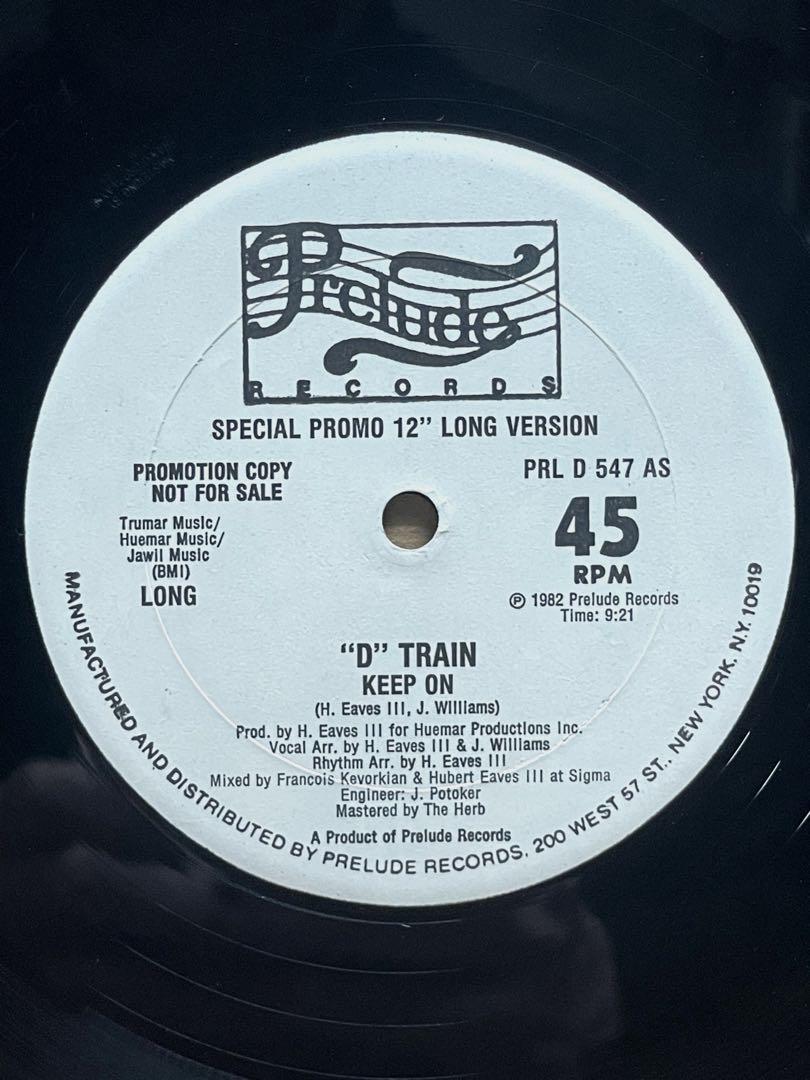 Prelude
RECORDS
SPECIAL PROMO 12" LONG VERSION
PROMOTION COPY
NOT FOR SALE
PRL D 547 AS
45
RPM
Trumar Music/
Huemar Music/
Jawil Music
(BMI)
LONG
℗ 1982 Prelude Records
Time: 9:21
"D" TRAIN
KEEP ON
(H. Eaves III, J. Williams)
Prod. by H. Eaves III for Huemar Productions Inc.
Vocal Arr. by H. Eaves III & J. Williams
Rhythm Arr. by H. Eaves III
Mixed by Francois Kevorkian & Hubert Eaves III at Sigma
Engineer: J. Potoker
Mastered by The Herb
A Product of Prelude Records
MANUFACTURED AND DISTRIBUTED BY PRELUDE RECORDS, 200 WEST 57 ST., NEW YORK, N.Y. 10019